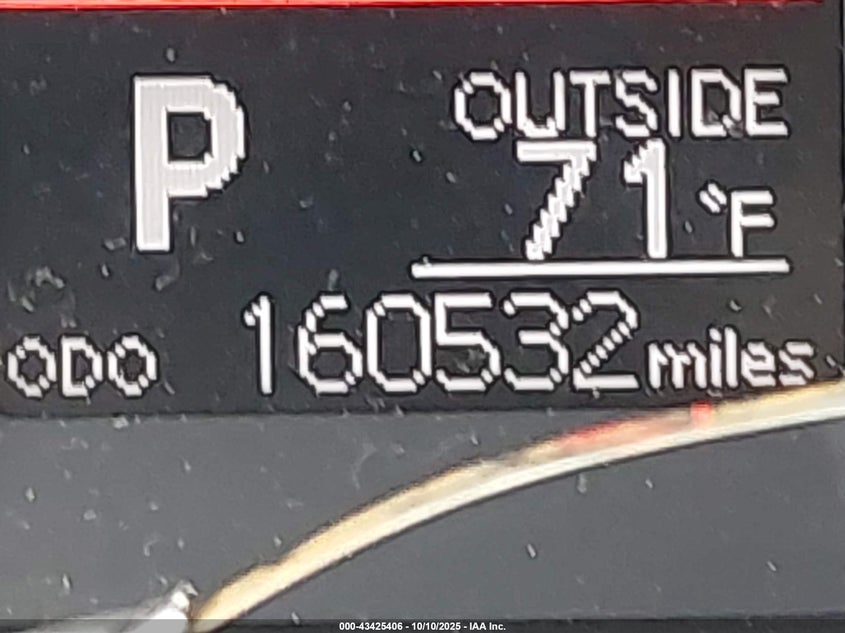 P
OUTSIDE
71°F
ODO 160532 miles
000-43425406 - 10/10/2025 - IAA Inc.